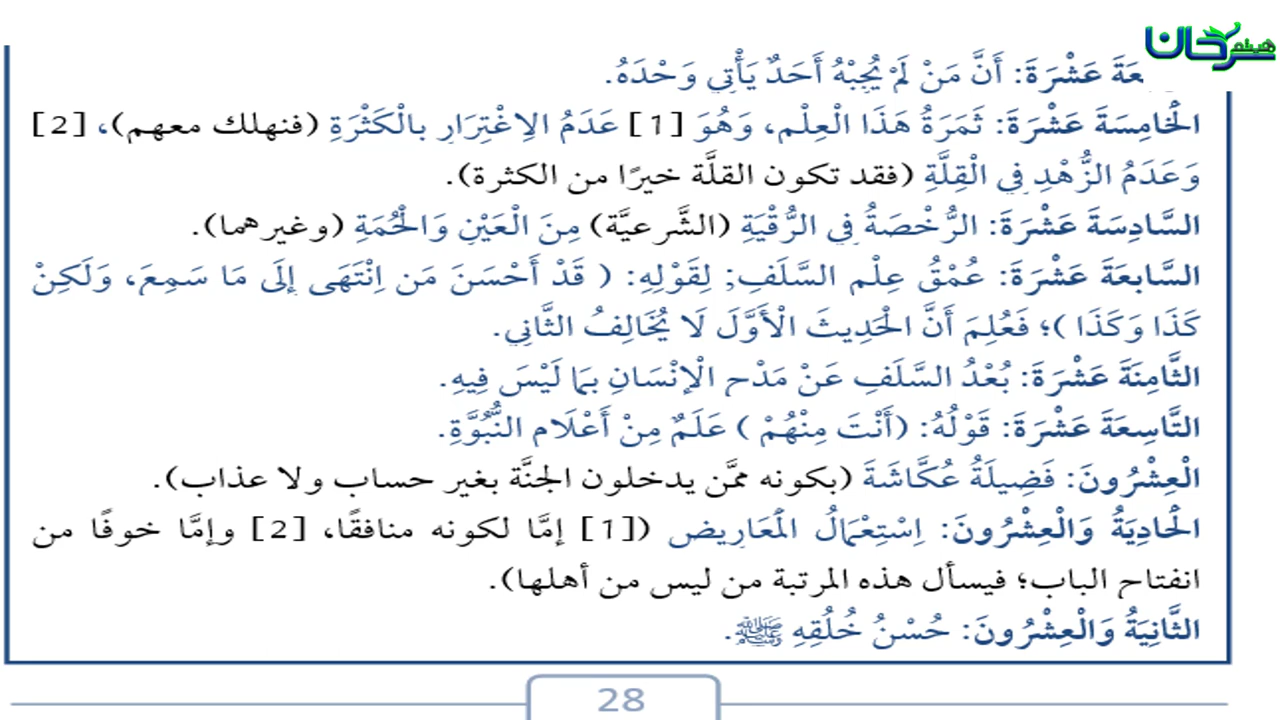 هيثم سرحان
عَشْرَةَ: أَنَّ مَنْ لَمْ يُجِبْهُ أَحَدٌ يَأْتِي وَحْدَهُ.
الْخَامِسَةَ عَشْرَةَ: ثَمَرَةُ هَذَا الْعِلْمِ، وَهُوَ [1] عَدَمُ الِاغْتِرَارِ بِالْكَثْرَةِ (فنهلك معهم)، [2]
وَعَدَمُ الزُّهْدِ فِي الْقِلَّةِ (فقد تكون القلَّة خيرًا من الكثرة).
السَّادِسَةَ عَشْرَةَ: الرُّخْصَةُ فِي الرُّقْيَةِ (الشَّرعيَّة) مِنَ الْعَيْنِ وَالْحُمَةِ (وغيرهما).
السَّابِعَةَ عَشْرَةَ: عُمْقُ عِلْمِ السَّلَفِ; لِقَوْلِهِ: ( قَدْ أَحْسَنَ مَن اِنْتَهَى إِلَى مَا سَمِعَ، وَلَكِنْ
كَذَا وَكَذَا )؛ فَعُلِمَ أَنَّ الْحَدِيثَ الْأَوَّلَ لَا يُخَالِفُ الثَّانِي.
الثَّامِنَةَ عَشْرَةَ: بُعْدُ السَّلَفِ عَنْ مَدْحِ الْإِنْسَانِ بِمَا لَيْسَ فِيهِ.
التَّاسِعَةَ عَشْرَةَ: قَوْلُهُ: (أَنْتَ مِنْهُمْ ) عَلَمٌ مِنْ أَعْلَامِ النُّبُوَّةِ.
الْعِشْرُونَ: فَضِيلَةُ عُكَّاشَةَ (بكونه ممَّن يدخلون الجنَّة بغير حساب ولا عذاب).
الْحَادِيَةُ وَالْعِشْرُونَ: اِسْتِعْمَالُ الْمَعَارِيضِ ([1] إمَّا لكونه منافقًا، [2] وإمَّا خوفًا من
انفتاح الباب؛ فيسأل هذه المرتبة من ليس من أهلها).
الثَّانِيَةُ وَالْعِشْرُونَ: حُسْنُ خُلُقِهِ ﷺ.
28